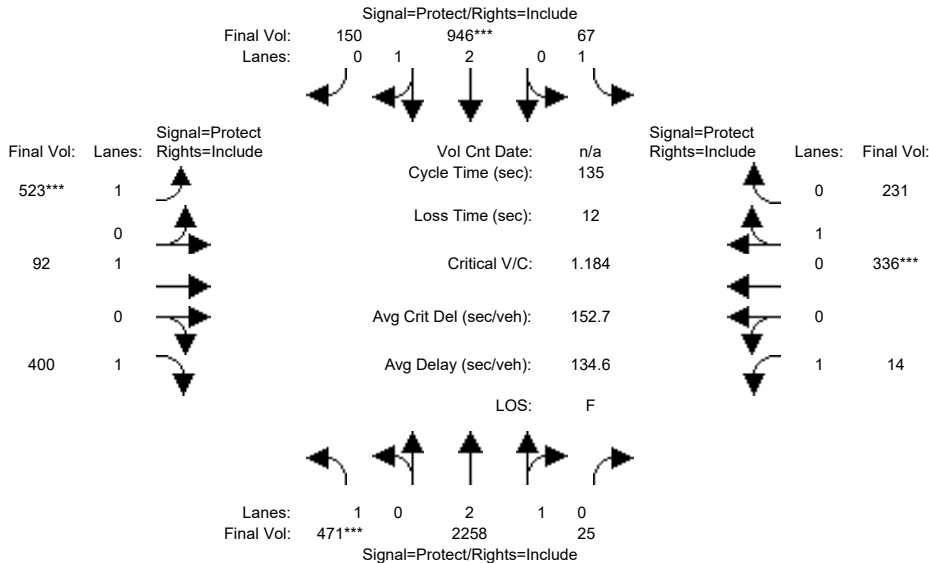 Signal=Protect/Rights=Include
Final Vol: 150 946*** 67
Lanes: 0 1 2 0 1
Signal=Protect
Final Vol: Lanes: Rights=Include
Vol Cnt Date: n/a
Signal=Protect
Rights=Include Lanes: Final Vol:
Cycle Time (sec): 135
523*** 1
0 231
Loss Time (sec): 12
0
1
92 1
Critical V/C: 1.184
0 336***
0
Avg Crit Del (sec/veh): 152.7
0
400 1
Avg Delay (sec/veh): 134.6
1 14
LOS: F
Lanes: 1 0 2 1 0
Final Vol: 471*** 2258 25
Signal=Protect/Rights=Include